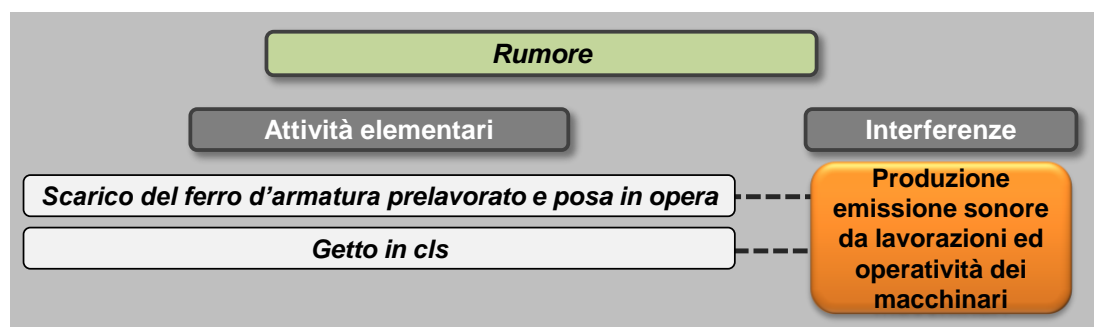 Rumore
Attività elementari
Interferenze
Scarico del ferro d’armatura prelavorato e posa in opera
Getto in cls
Produzione
emissione sonore
da lavorazioni ed
operatività dei
macchinari